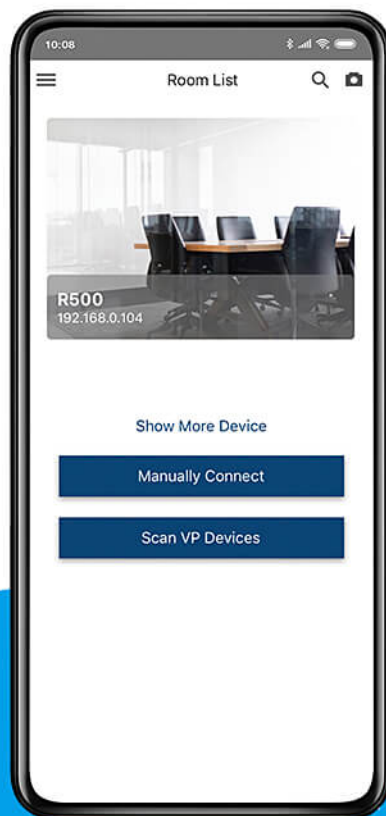 10:08
Room List
R500
192.168.0.104
Show More Device
Manually Connect
Scan VP Devices